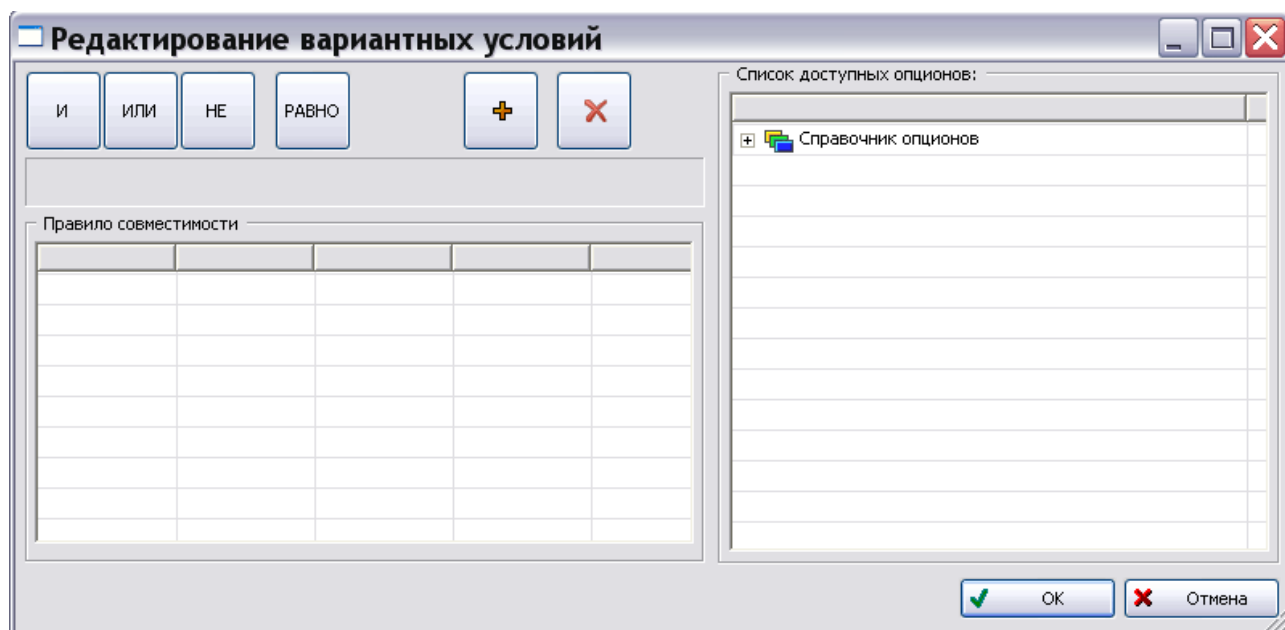 Редактирование вариантных условий
И ИЛИ НЕ РАВНО
Список доступных опционов:
Справочник опционов
Правило совместимости
OK Отмена